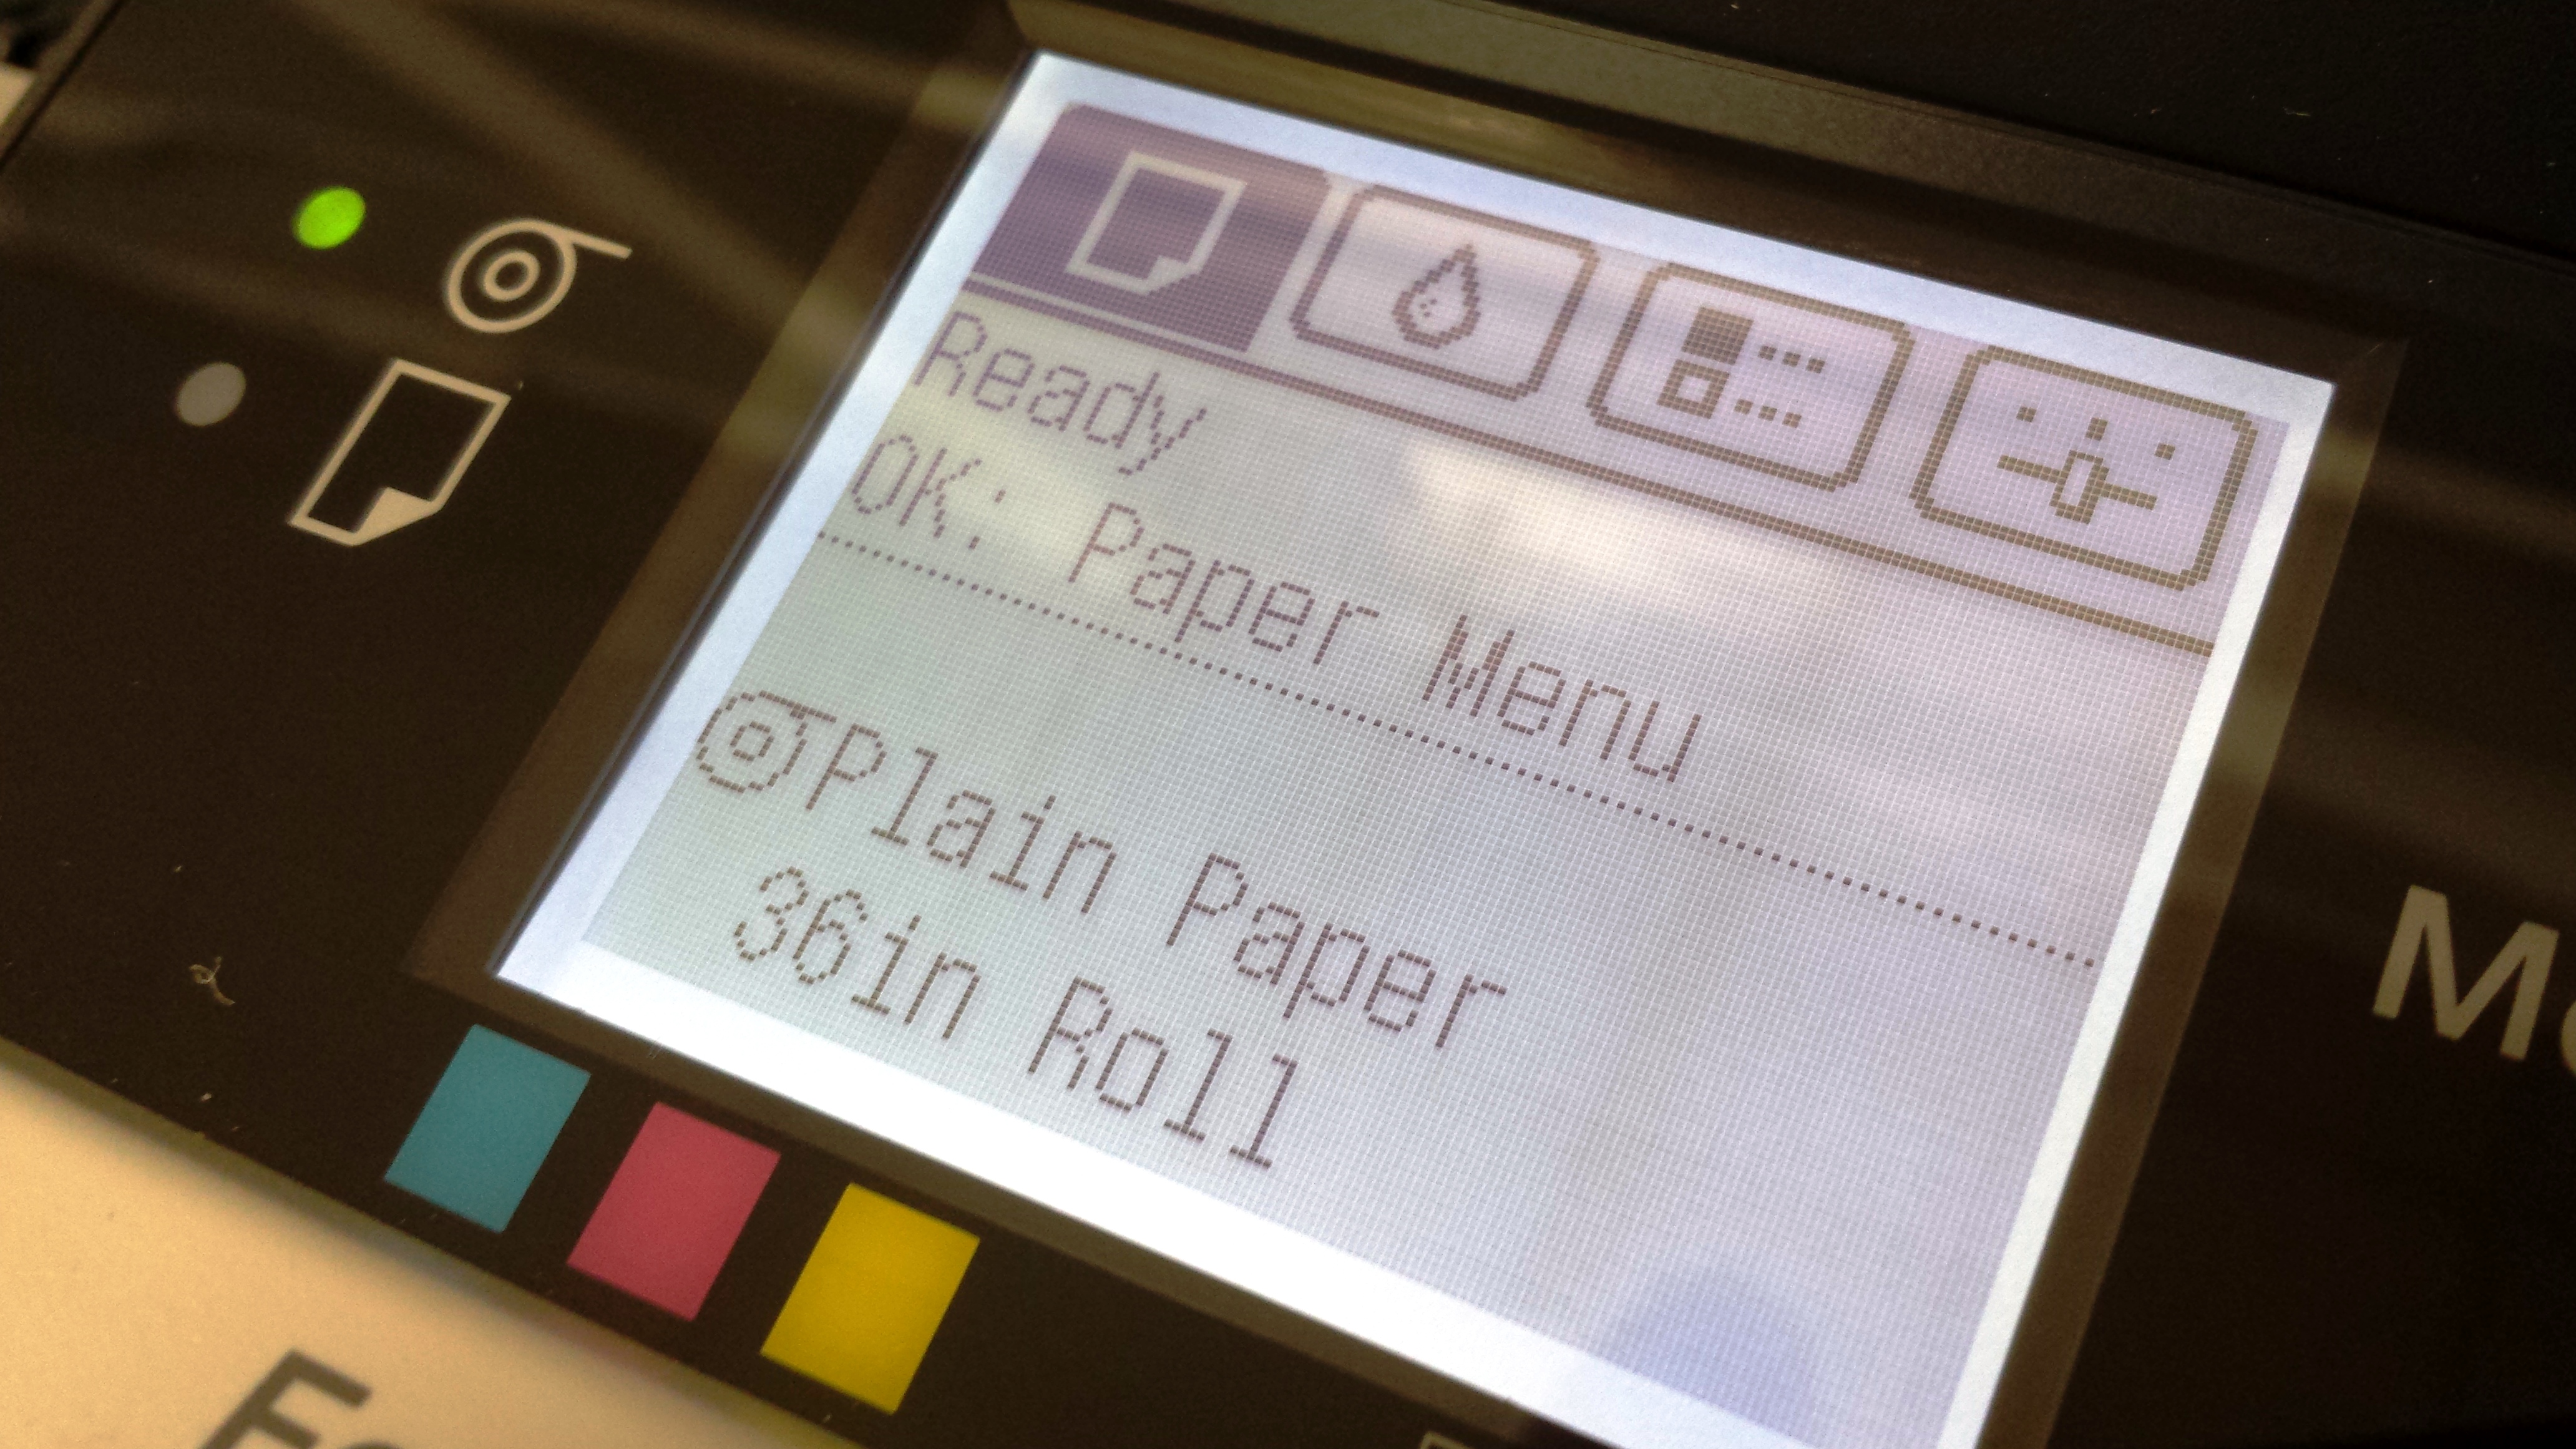 Ready
OK: Paper Menu
Plain Paper
36in Roll